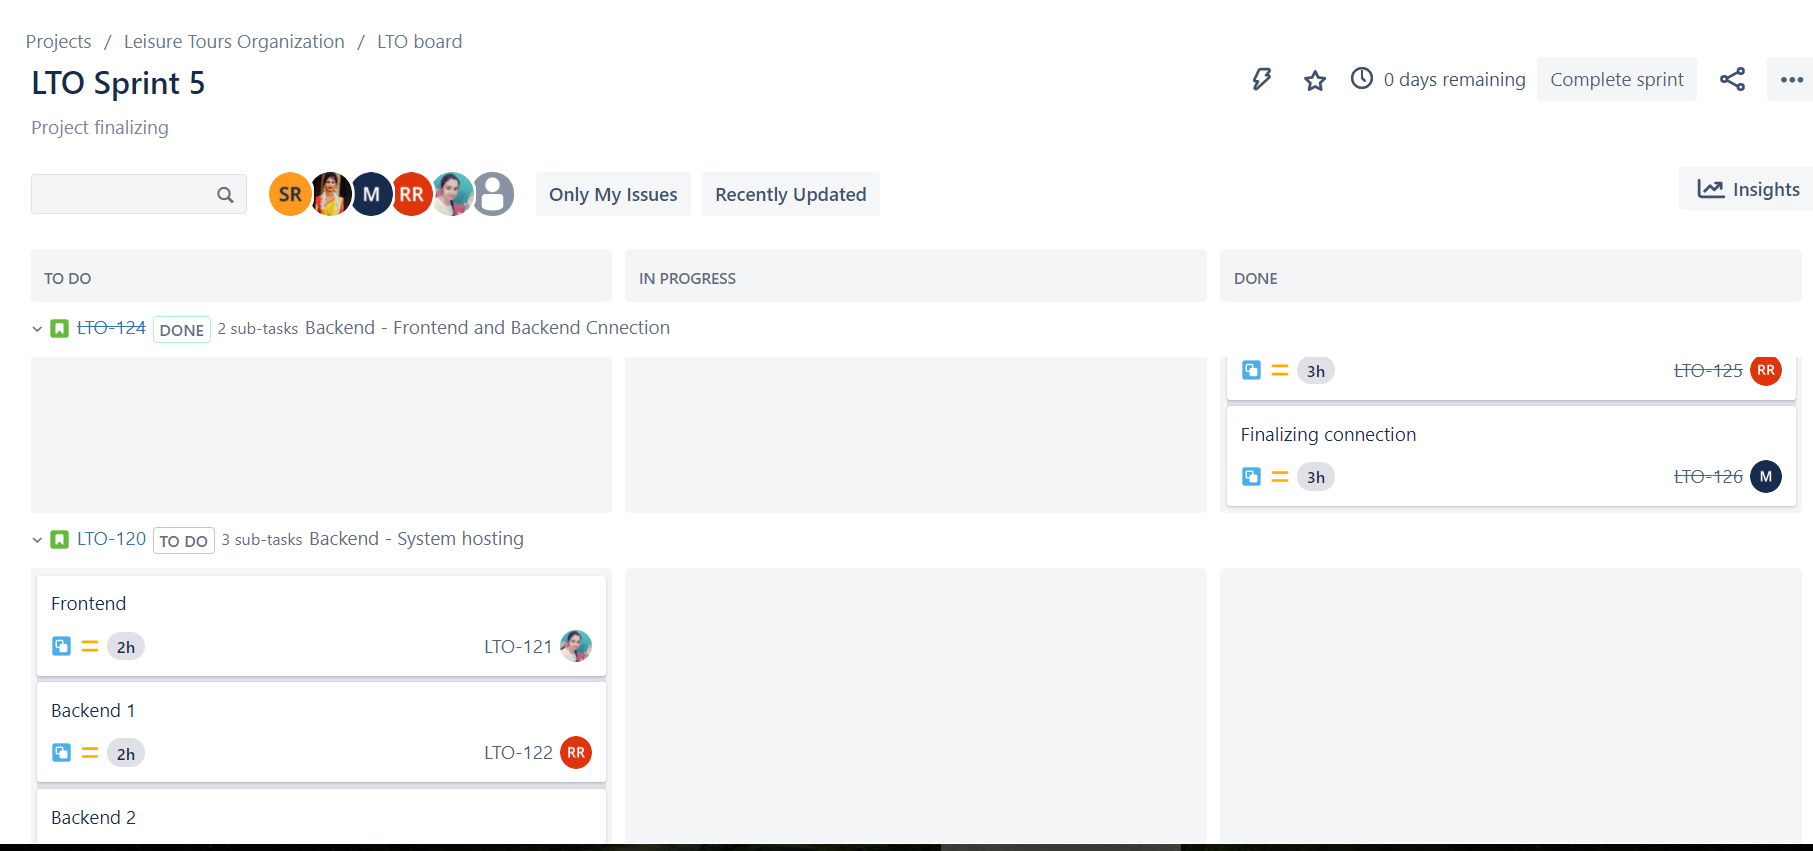 Projects / Leisure Tours Organization / LTO board
LTO Sprint 5
0 days remaining
Complete sprint
Project finalizing
SR
M
RR
Only My Issues
Recently Updated
Insights
TO DO
IN PROGRESS
DONE
LTO-124 DONE 2 sub-tasks Backend - Frontend and Backend Cnnection
3h LTO-125 RR
Finalizing connection
3h LTO-126 M
LTO-120 TO DO 3 sub-tasks Backend - System hosting
Frontend
2h LTO-121
Backend 1
2h LTO-122 RR
Backend 2